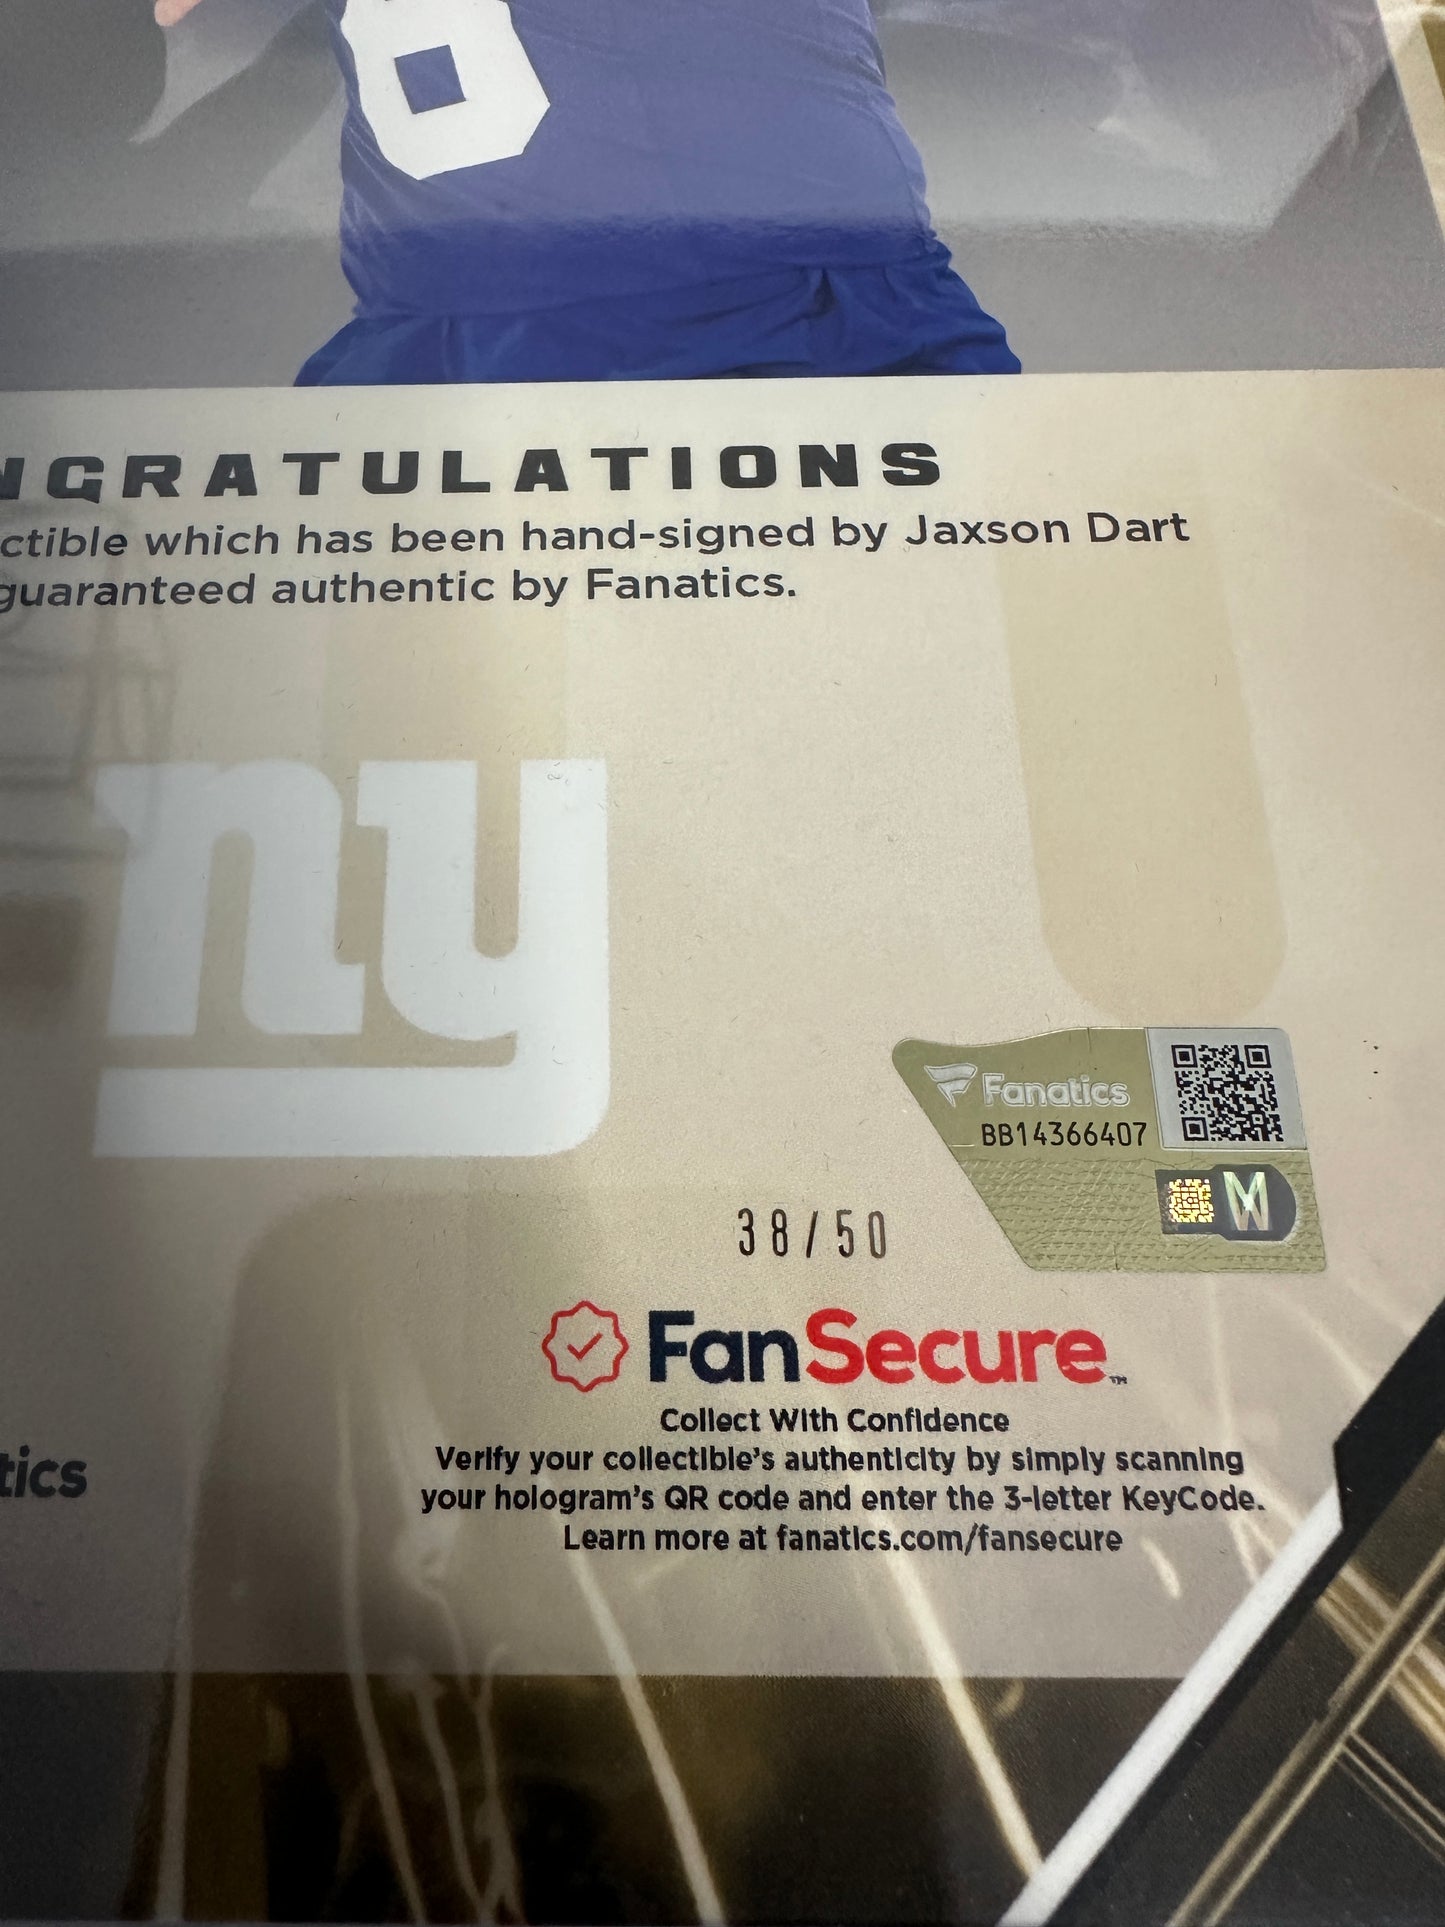 6
NGRATULATIONS
ctible which has been hand-signed by Jaxson Dart
guaranteed authentic by Fanatics.
ny
Fanatics
BB14366407
W
38/50
FanSecure™
Collect With Confidence
Verify your collectible's authenticity by simply scanning
your hologram's QR code and enter the 3-letter KeyCode.
tics
Learn more at fanatics.com/fansecure